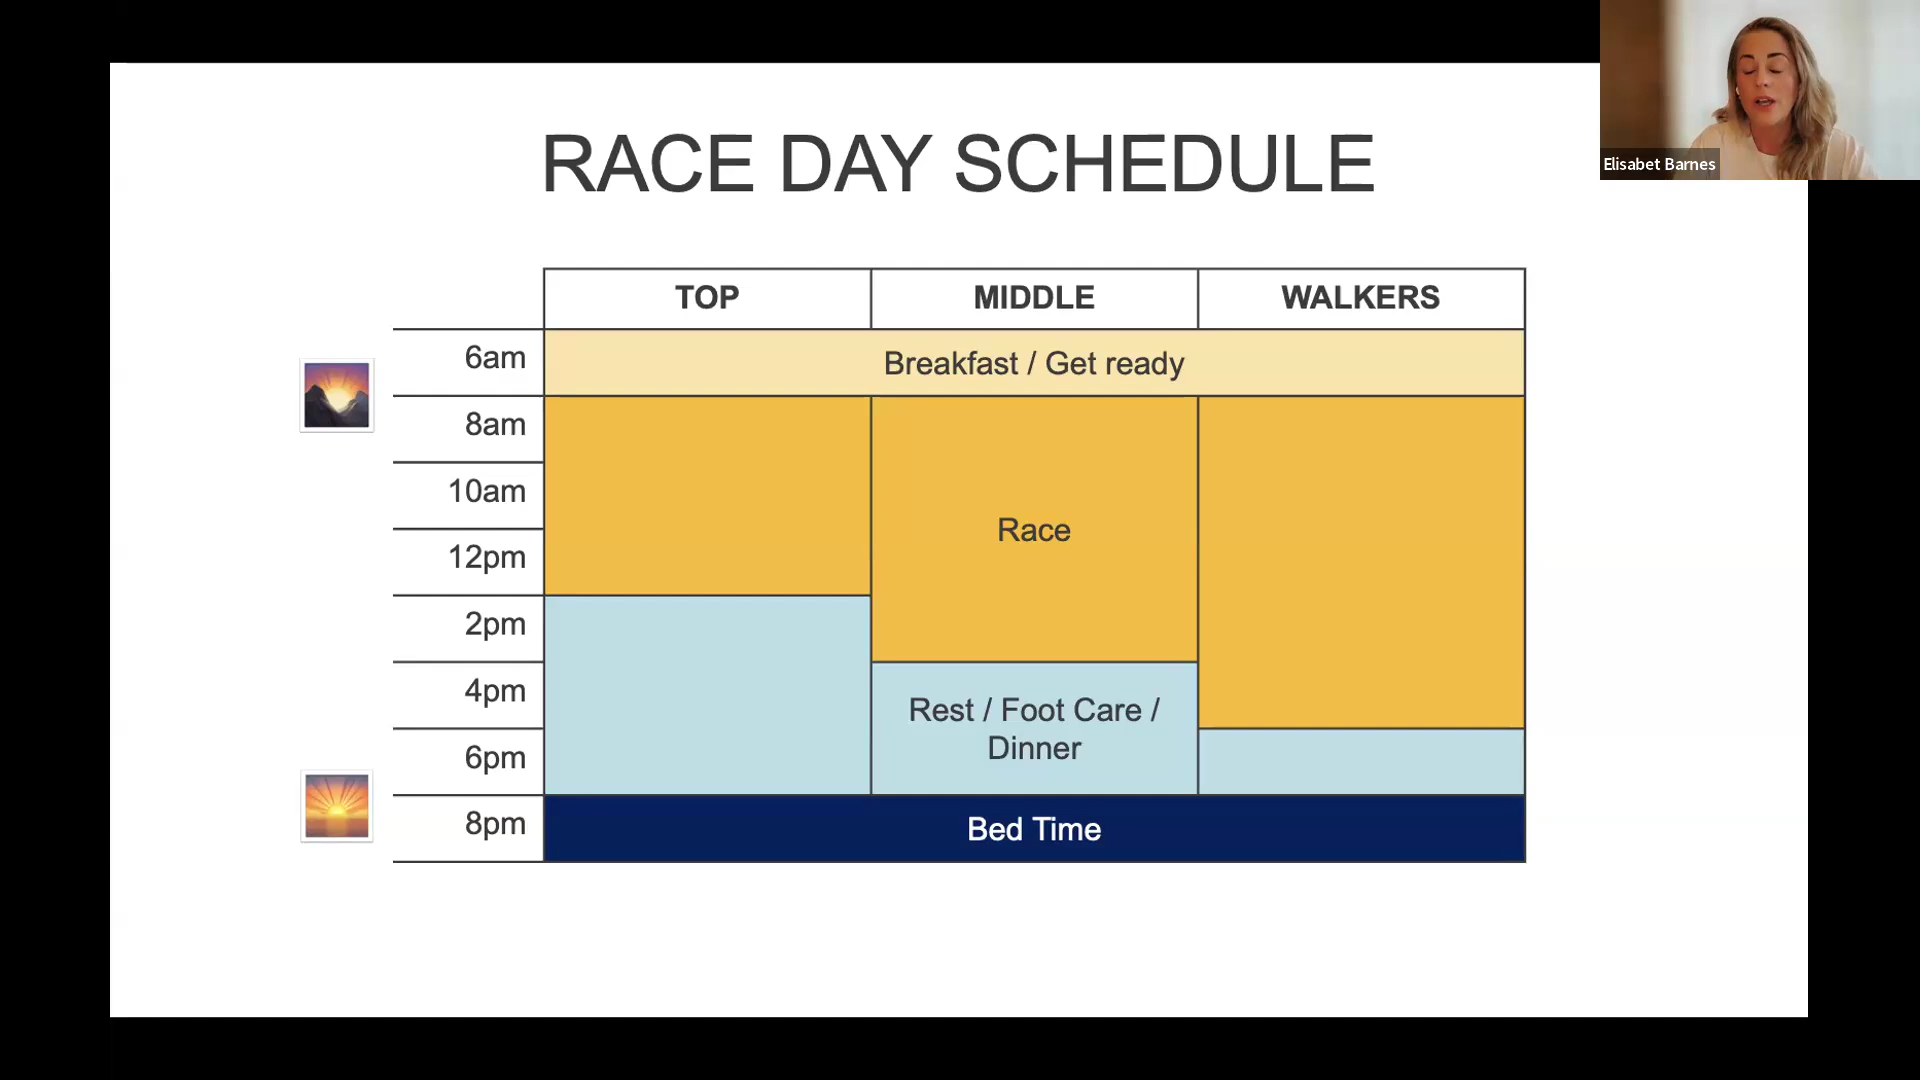 Elisabet Barnes
RACE DAY SCHEDULE
TOP MIDDLE WALKERS
6am Breakfast / Get ready
8am
10am
Race
12pm
2pm
4pm
Rest / Foot Care /
Dinner
6pm
8pm Bed Time